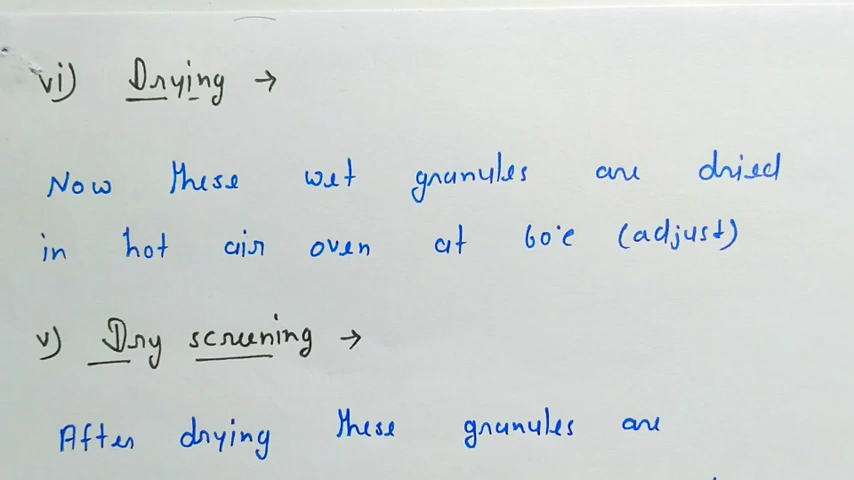 vi) Drying →
Now these wet granules are dried
in hot air oven at 60°c (adjust)
v) Dry screening →
After drying these granules are